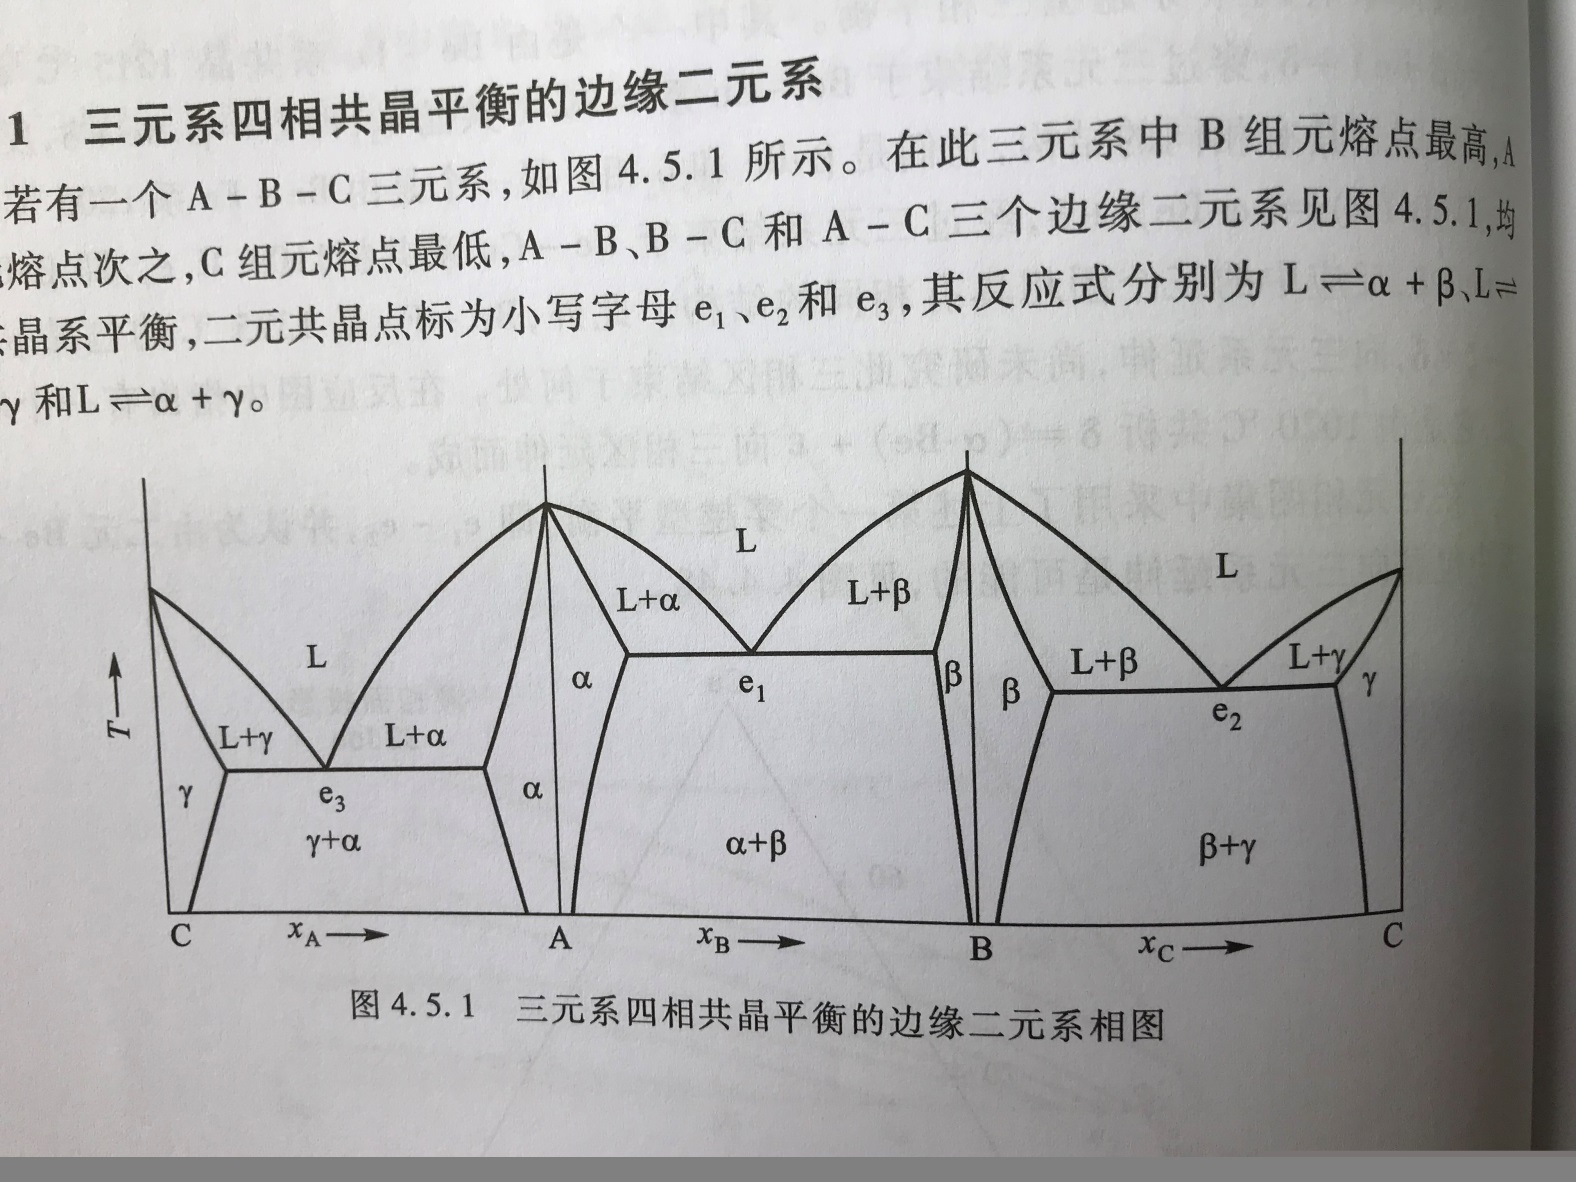 1 三元系四相共晶平衡的边缘二元系
若有一个 A－B－C 三元系,如图 4.5.1 所示。在此三元系中 B 组元熔点最高,A
熔点次之,C 组元熔点最低,A－B、B－C 和 A－C 三个边缘二元系见图 4.5.1,均
晶系平衡,二元共晶点标为小写字母 e₁、e₂和 e₃,其反应式分别为 L⇌α＋β、L⇌
γ 和L⇌α＋γ。
L
L
L
L+α
L+β
L+β
L+γ
T
α
e₁
β
β
γ
L+γ
L+α
e₂
γ
e₃
α
γ+α
α+β
β+γ
C
x_A
A
x_B
B
x_C
C
图 4.5.1 三元系四相共晶平衡的边缘二元系相图